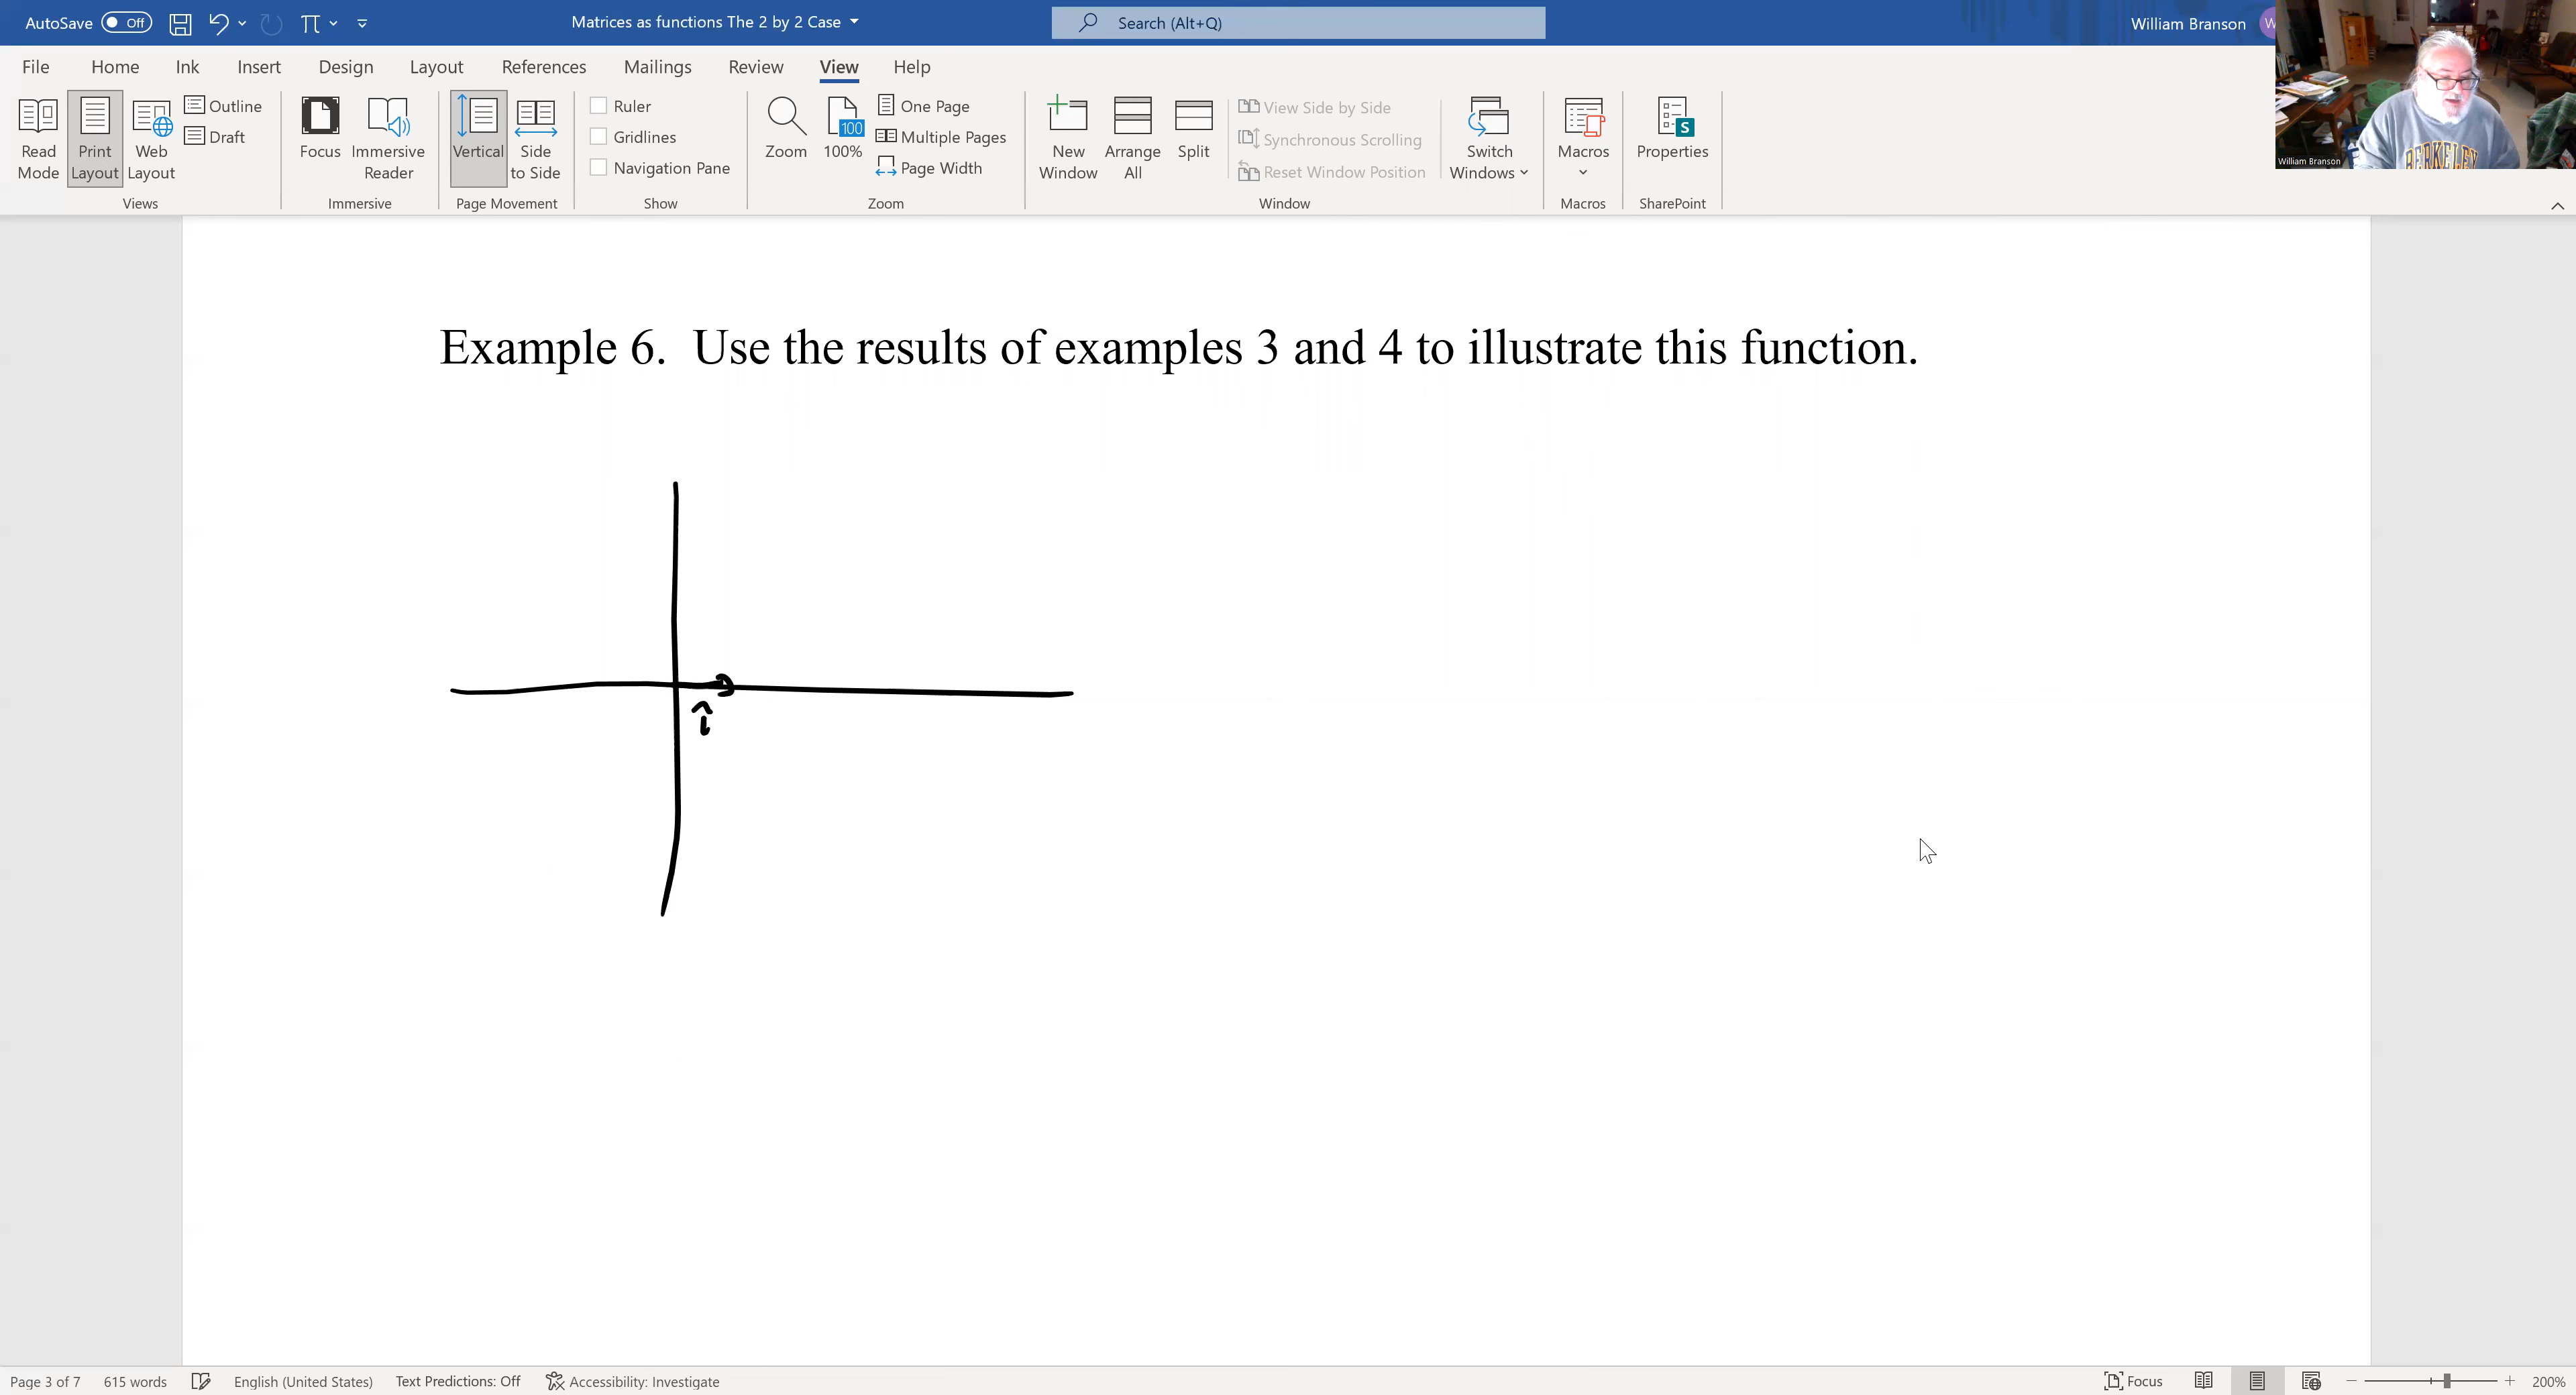 AutoSave Off Matrices as functions The 2 by 2 Case Search (Alt+Q) William Branson W
File Home Ink Insert Design Layout References Mailings Review View Help
Read Mode
Print Layout
Web Layout
Outline
Draft
Views
Focus
Immersive Reader
Immersive
Vertical
Side to Side
Page Movement
Ruler
Gridlines
Navigation Pane
Show
Zoom
100
100%
One Page
Multiple Pages
Page Width
Zoom
New Window
Arrange All
Split
View Side by Side
Synchronous Scrolling
Reset Window Position
Switch Windows
Window
Macros
Macros
S
Properties
SharePoint
BERKELEY
William Branson
Example 6. Use the results of examples 3 and 4 to illustrate this function.
î
Page 3 of 7 615 words English (United States) Text Predictions: Off Accessibility: Investigate Focus 200%